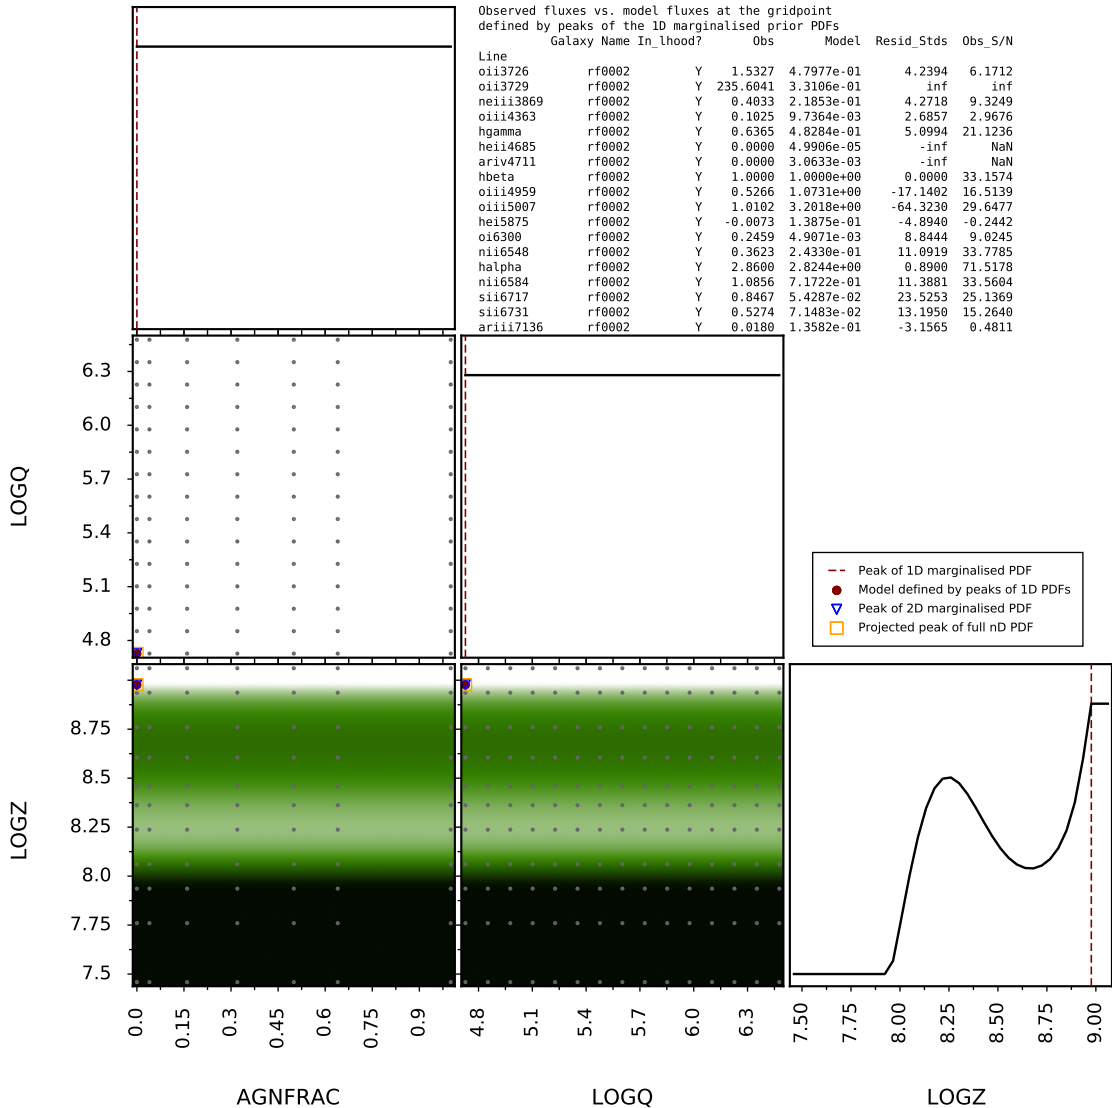 Observed fluxes vs. model fluxes at the gridpoint
defined by peaks of the 1D marginalised prior PDFs
Galaxy Name In_lhood? Obs Model Resid_Stds Obs_S/N
Line
oii3726 rf0002 Y 1.5327 4.7977e-01 4.2394 6.1712
oii3729 rf0002 Y 235.6041 3.3106e-01 inf inf
neiii3869 rf0002 Y 0.4033 2.1853e-01 4.2718 9.3249
oiii4363 rf0002 Y 0.1025 9.7364e-03 2.6857 2.9676
hgamma rf0002 Y 0.6365 4.8284e-01 5.0994 21.1236
heii4685 rf0002 Y 0.0000 4.9906e-05 -inf NaN
ariv4711 rf0002 Y 0.0000 3.0633e-03 -inf NaN
hbeta rf0002 Y 1.0000 1.0000e+00 0.0000 33.1574
oiii4959 rf0002 Y 0.5266 1.0731e+00 -17.1402 16.5139
oiii5007 rf0002 Y 1.0102 3.2018e+00 -64.3230 29.6477
hei5875 rf0002 Y -0.0073 1.3875e-01 -4.8940 -0.2442
oi6300 rf0002 Y 0.2459 4.9071e-03 8.8444 9.0245
nii6548 rf0002 Y 0.3623 2.4330e-01 11.0919 33.7785
halpha rf0002 Y 2.8600 2.8244e+00 0.8900 71.5178
nii6584 rf0002 Y 1.0856 7.1722e-01 11.3881 33.5604
sii6717 rf0002 Y 0.8467 5.4287e-02 23.5253 25.1369
sii6731 rf0002 Y 0.5274 7.1483e-02 13.1950 15.2640
ariii7136 rf0002 Y 0.0180 1.3582e-01 -3.1565 0.4811
LOGQ
6.3
6.0
5.7
5.4
5.1
4.8
Peak of 1D marginalised PDF
Model defined by peaks of 1D PDFs
Peak of 2D marginalised PDF
Projected peak of full nD PDF
LOGZ
8.75
8.5
8.25
8.0
7.75
7.5
0.0 0.15 0.3 0.45 0.6 0.75 0.9
4.8 5.1 5.4 5.7 6.0 6.3
7.50 7.75 8.00 8.25 8.50 8.75 9.00
AGNFRAC LOGQ LOGZ